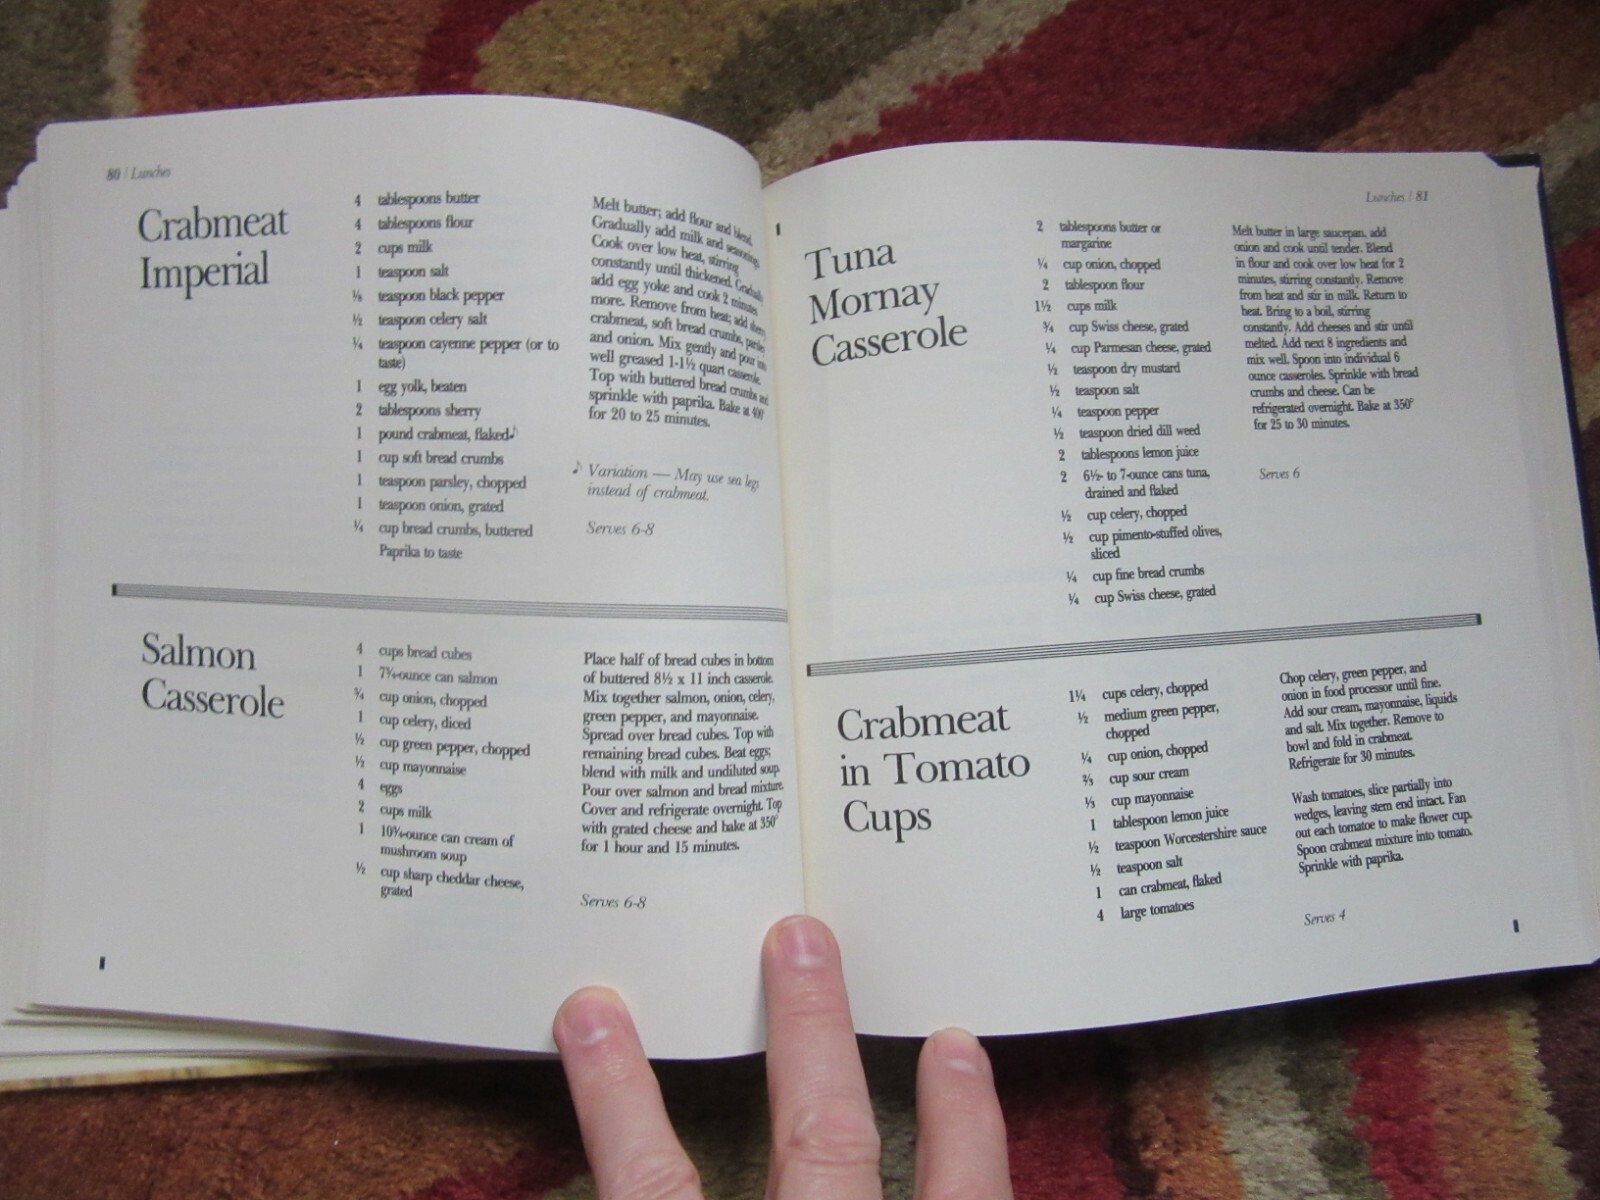 80 / Lunches
Crabmeat
Imperial
4 tablespoons butter
4 tablespoons flour
2 cups milk
1 teaspoon salt
⅛ teaspoon black pepper
½ teaspoon celery salt
¼ teaspoon cayenne pepper (or to
taste)
1 egg yolk, beaten
2 tablespoons sherry
1 pound crabmeat, flaked♪
1 cup soft bread crumbs
1 teaspoon parsley, chopped
1 teaspoon onion, grated
¼ cup bread crumbs, buttered
Paprika to taste
Melt butter; add flour and blend.
Gradually add milk and seasonings.
Cook over low heat, stirring
constantly until thickened. Gradually
add egg yoke and cook 2 minutes
more. Remove from heat; add sherry
crabmeat, soft bread crumbs, parsley
and onion. Mix gently and pour into
well greased 1-1½ quart casserole.
Top with buttered bread crumbs and
sprinkle with paprika. Bake at 400°
for 20 to 25 minutes.
♪ Variation — May use sea legs
instead of crabmeat.
Serves 6-8
Salmon
Casserole
4 cups bread cubes
1 7¾-ounce can salmon
¾ cup onion, chopped
1 cup celery, diced
½ cup green pepper, chopped
½ cup mayonnaise
4 eggs
2 cups milk
1 10¾-ounce can cream of
mushroom soup
½ cup sharp cheddar cheese,
grated
Place half of bread cubes in bottom
of buttered 8½ x 11 inch casserole.
Mix together salmon, onion, celery,
green pepper, and mayonnaise.
Spread over bread cubes. Top with
remaining bread cubes. Beat eggs;
blend with milk and undiluted soup.
Pour over salmon and bread mixture.
Cover and refrigerate overnight. Top
with grated cheese and bake at 350°
for 1 hour and 15 minutes.
Serves 6-8
Lunches / 81
Tuna
Mornay
Casserole
2 tablespoons butter or
margarine
¼ cup onion, chopped
2 tablespoon flour
1½ cups milk
¾ cup Swiss cheese, grated
¼ cup Parmesan cheese, grated
½ teaspoon dry mustard
½ teaspoon salt
¼ teaspoon pepper
½ teaspoon dried dill weed
2 tablespoons lemon juice
2 6½- to 7-ounce cans tuna,
drained and flaked
½ cup celery, chopped
½ cup pimento-stuffed olives,
sliced
¼ cup fine bread crumbs
¼ cup Swiss cheese, grated
Melt butter in large saucepan, add
onion and cook until tender. Blend
in flour and cook over low heat for 2
minutes, stirring constantly. Remove
from heat and stir in milk. Return to
heat. Bring to a boil, stirring
constantly. Add cheeses and stir until
melted. Add next 8 ingredients and
mix well. Spoon into individual 6
ounce casseroles. Sprinkle with bread
crumbs and cheese. Can be
refrigerated overnight. Bake at 350°
for 25 to 30 minutes.
Serves 6
Crabmeat
in Tomato
Cups
1¼ cups celery, chopped
½ medium green pepper,
chopped
¼ cup onion, chopped
⅔ cup sour cream
⅓ cup mayonnaise
1 tablespoon lemon juice
½ teaspoon Worcestershire sauce
½ teaspoon salt
1 can crabmeat, flaked
4 large tomatoes
Chop celery, green pepper, and
onion in food processor until fine.
Add sour cream, mayonnaise, liquids
and salt. Mix together. Remove to
bowl and fold in crabmeat.
Refrigerate for 30 minutes.
Wash tomatoes, slice partially into
wedges, leaving stem end intact. Fan
out each tomatoe to make flower cup.
Spoon crabmeat mixture into tomato.
Sprinkle with paprika.
Serves 4